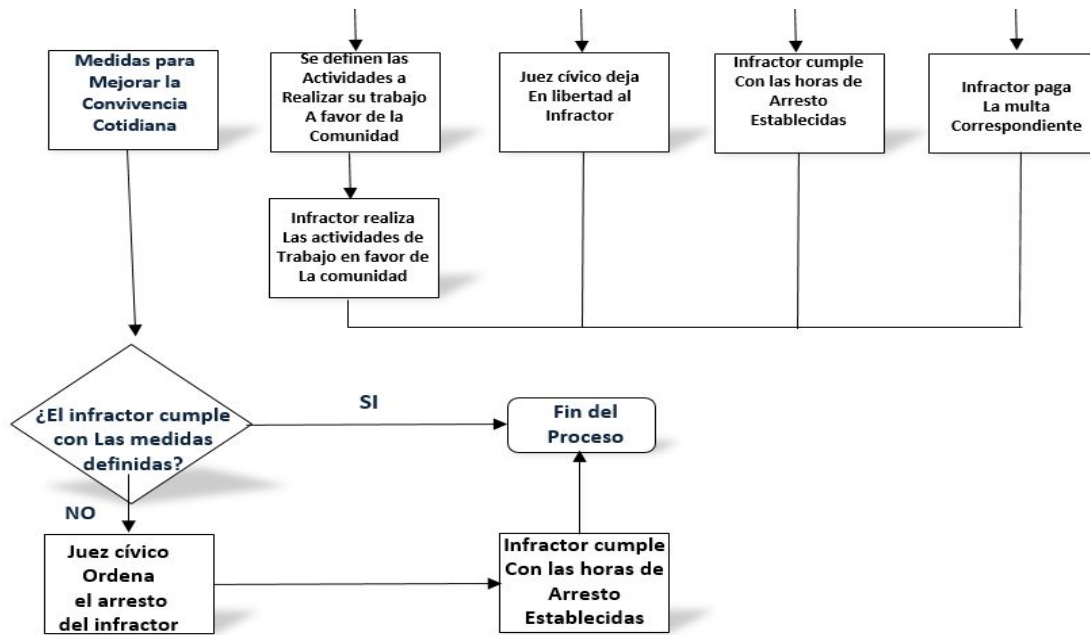 Medidas para
Mejorar la
Convivencia
Cotidiana
Se definen las
Actividades a
Realizar su trabajo
A favor de la
Comunidad
Juez cívico deja
En libertad al
Infractor
Infractor cumple
Con las horas de
Arresto
Establecidas
Infractor paga
La multa
Correspondiente
Infractor realiza
Las actividades de
Trabajo en favor de
La comunidad
¿El infractor cumple
con Las medidas
definidas?
SI
Fin del
Proceso
NO
Juez cívico
Ordena
el arresto
del infractor
Infractor cumple
Con las horas de
Arresto
Establecidas